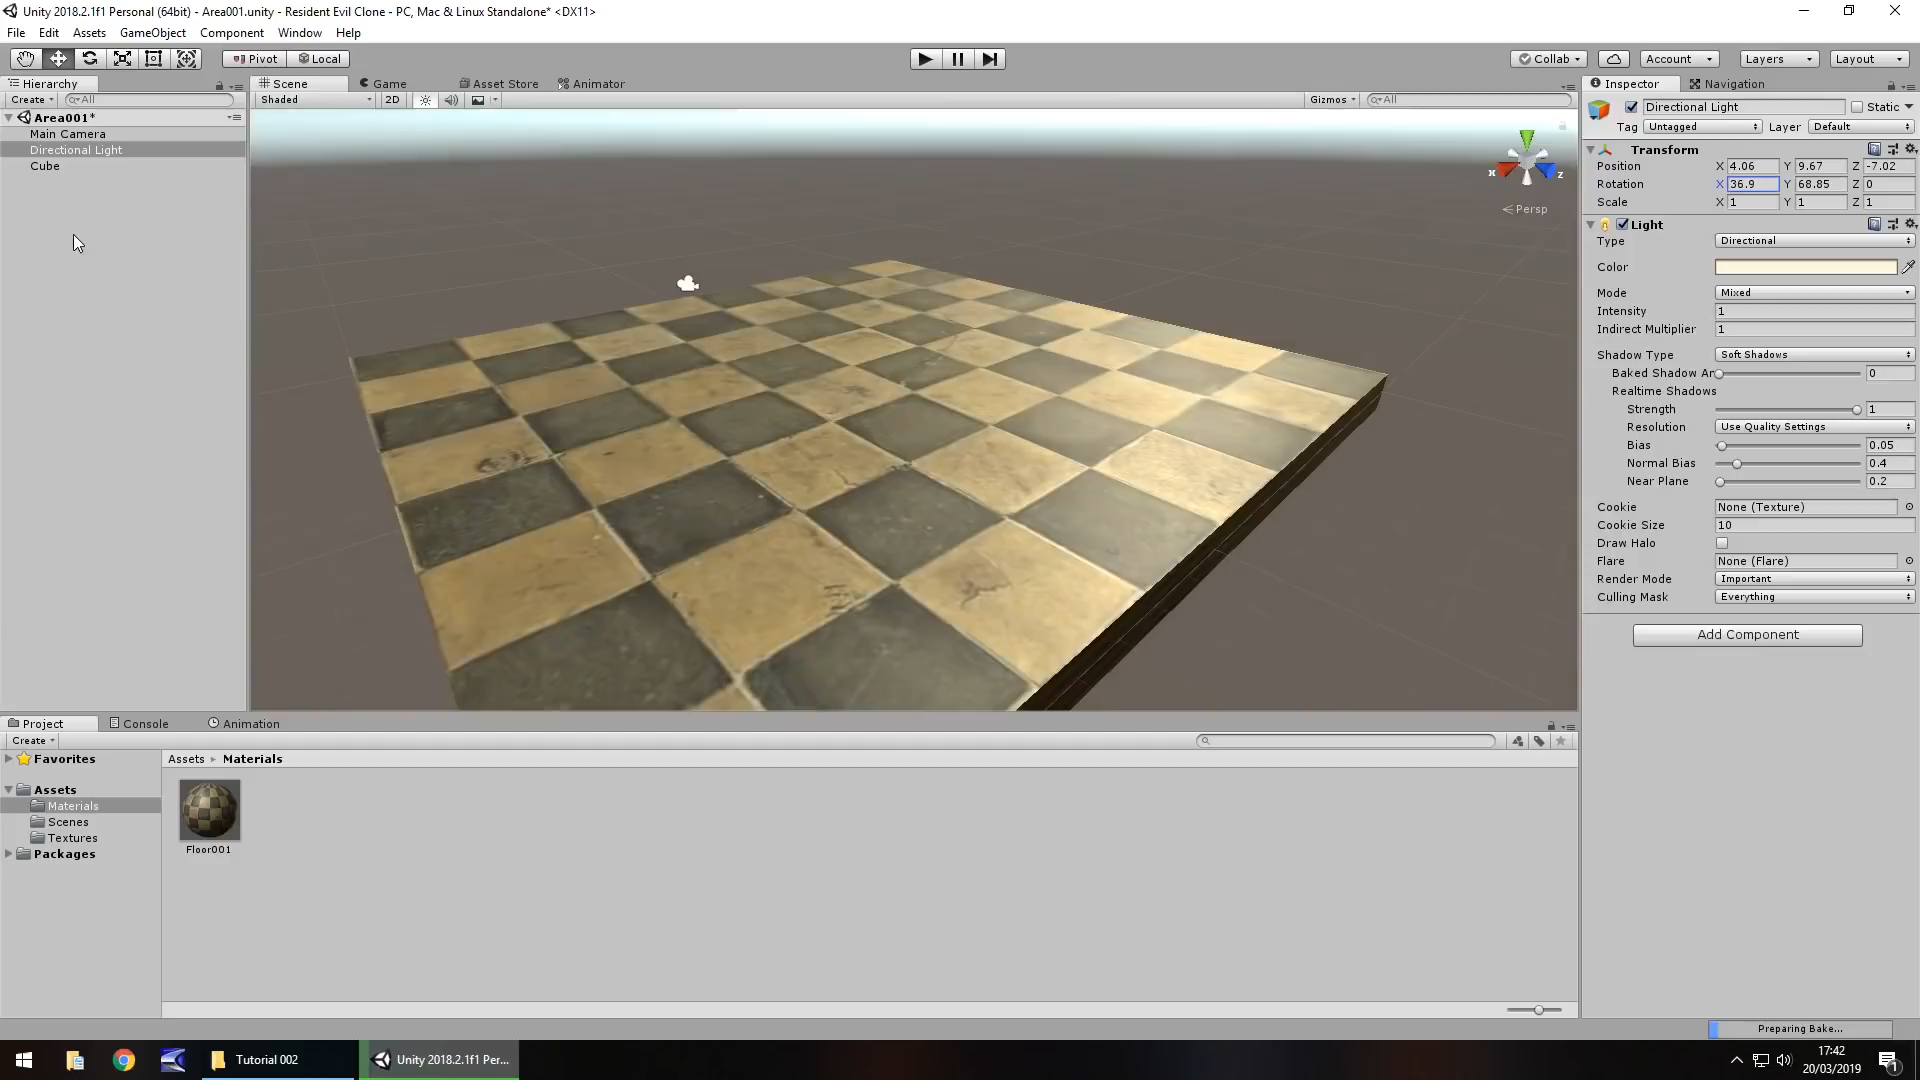 Unity 2018.2.1f1 Personal (64bit) - Area001.unity - Resident Evil Clone - PC, Mac & Linux Standalone* <DX11>
File Edit Assets GameObject Component Window Help
Pivot Local Collab Account Layers Layout
Hierarchy
Create All
Area001*
Main Camera
Directional Light
Cube
Scene Game Asset Store Animator
Shaded 2D Gizmos All
x z
Persp
Inspector Navigation
Directional Light Static
Tag Untagged Layer Default
Transform
Position X 4.06 Y 9.67 Z -7.02
Rotation X 36.9 Y 68.85 Z 0
Scale X 1 Y 1 Z 1
Light
Type Directional
Color
Mode Mixed
Intensity 1
Indirect Multiplier 1
Shadow Type Soft Shadows
Baked Shadow Ar 0
Realtime Shadows
Strength 1
Resolution Use Quality Settings
Bias 0.05
Normal Bias 0.4
Near Plane 0.2
Cookie None (Texture)
Cookie Size 10
Draw Halo
Flare None (Flare)
Render Mode Important
Culling Mask Everything
Add Component
Project Console Animation
Create
Favorites
Assets
Materials
Scenes
Textures
Packages
Assets Materials
Floor001
Preparing Bake...
Tutorial 002 Unity 2018.2.1f1 Per...
17:42
20/03/2019
1